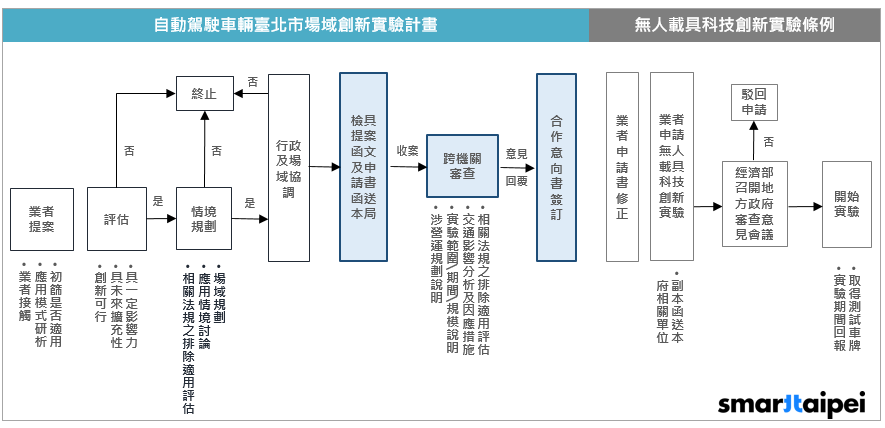 自動駕駛車輛臺北市場域創新實驗計畫
無人載具科技創新實驗條例
業者
提案
• 業者接觸
• 應用模式研析
• 初篩是否適用
評估
• 創新可行
• 具未來擴充性
• 具一定影響力
否
是
終止
否
情境
規劃
• 相關法規之排除適用評估
• 應用情境討論
• 場域規劃
否
是
行政
及場
域協
調
檢具
提案
函文
及申
請書
函送
本局
收案
跨機關
審查
• 涉營運規劃說明
• 實驗範圍/期間/規模說明
• 交通影響分析及因應措施
• 相關法規之排除適用評估
意見
回覆
合作意向書簽訂
業者申請書修正
業者
申請
無人
載具
科技
創新
實驗
• 副本函送本
府相關單位
駁回
申請
否
經濟部
召開地
方政府
審查意
見會議
開始
實驗
• 實驗期間回報
• 取得測試車牌
smarttaipei